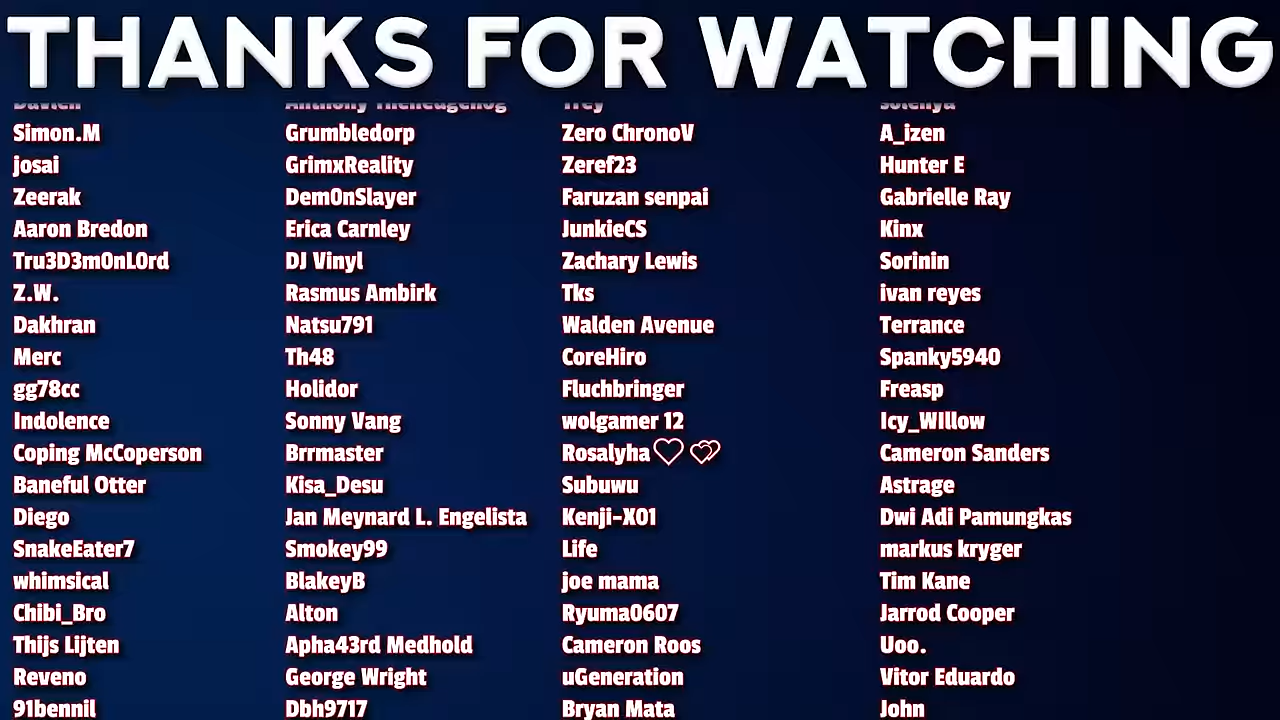 THANKS FOR WATCHING
Simon.M Grumbledorp Zero ChronoV A_izen
josai GrimxReality Zeref23 Hunter E
Zeerak Dem0nSlayer Faruzan senpai Gabrielle Ray
Aaron Bredon Erica Carnley JunkieCS Kinx
Tru3D3m0nL0rd DJ Vinyl Zachary Lewis Sorinin
Z.W. Rasmus Ambirk Tks ivan reyes
Dakhran Natsu791 Walden Avenue Terrance
Merc Th48 CoreHiro Spanky5940
gg78cc Holidor Fluchbringer Freasp
Indolence Sonny Vang wolgamer 12 Icy_WIllow
Coping McCoperson Brrmaster Rosalyha♡ 💕 Cameron Sanders
Baneful Otter Kisa_Desu Subuwu Astrage
Diego Jan Meynard L. Engelista Kenji-X01 Dwi Adi Pamungkas
SnakeEater7 Smokey99 Life markus kryger
whimsical BlakeyB joe mama Tim Kane
Chibi_Bro Alton Ryuma0607 Jarrod Cooper
Thijs Lijten Apha43rd Medhold Cameron Roos Uoo.
Reveno George Wright uGeneration Vitor Eduardo
91bennil Dbh9717 Bryan Mata John